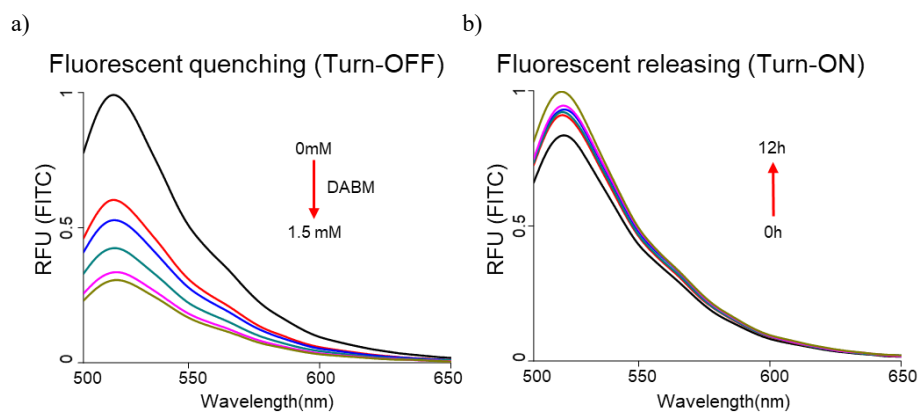 a)
Fluorescent quenching (Turn-OFF)
1
0.5
0
RFU (FITC)
0mM
DABM
1.5 mM
500 550 600 650
Wavelength(nm)
b)
Fluorescent releasing (Turn-ON)
1
0.5
0
RFU (FITC)
12h
0h
500 550 600 650
Wavelength(nm)